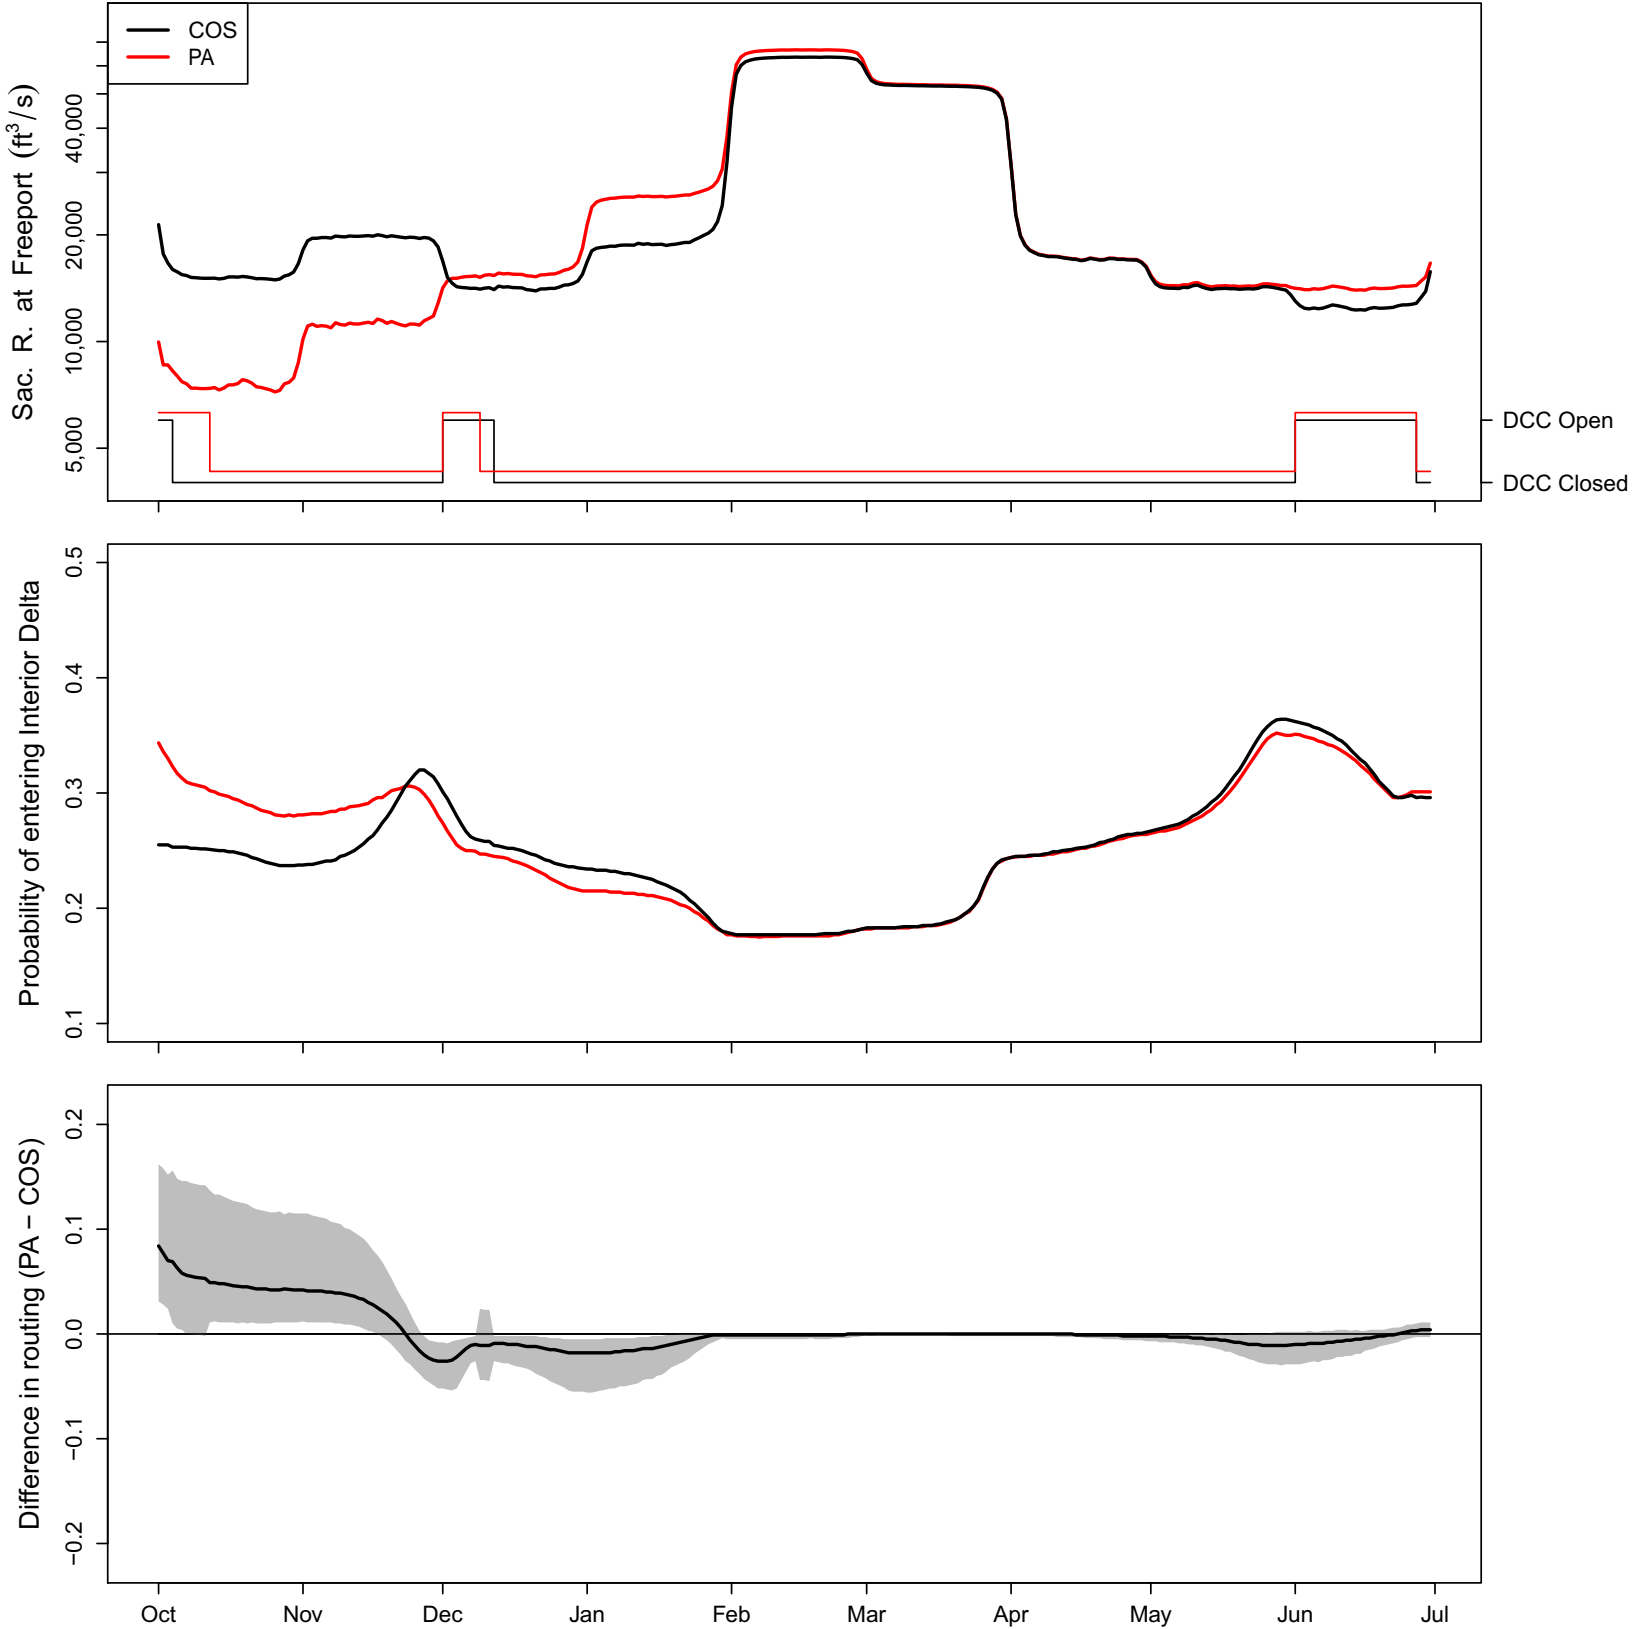 COS
PA
Sac. R. at Freeport (ft³/s)
40,000
20,000
10,000
5,000
DCC Open
DCC Closed
Probability of entering Interior Delta
0.5
0.4
0.3
0.2
0.1
Difference in routing (PA − COS)
0.2
0.1
0.0
−0.1
−0.2
Oct Nov Dec Jan Feb Mar Apr May Jun Jul